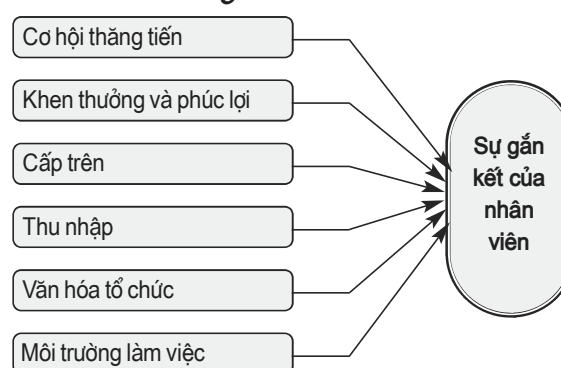 Cơ hội thăng tiến
Khen thưởng và phúc lợi
Cấp trên
Thu nhập
Văn hóa tổ chức
Môi trường làm việc
Sự gắn
kết của
nhân
viên